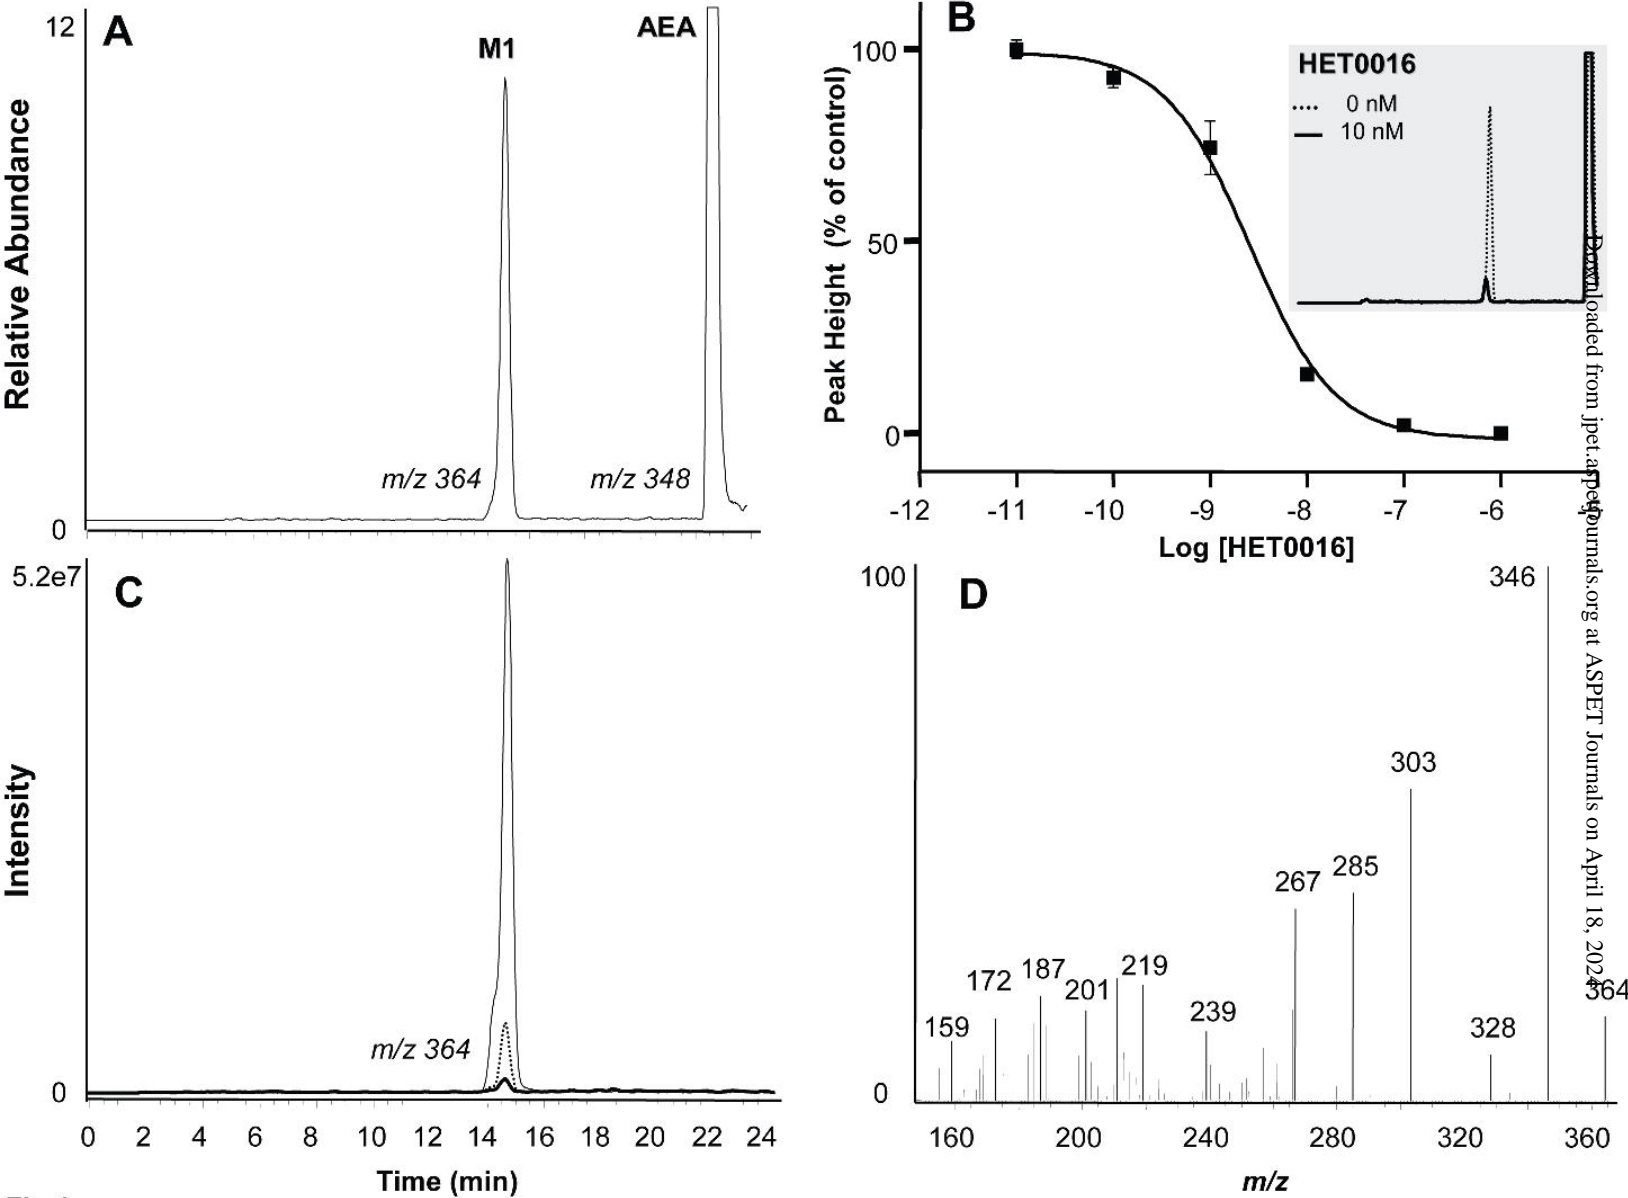 12
A
M1
AEA
Relative Abundance
m/z 364
m/z 348
0
B
100
50
0
Peak Height (% of control)
HET0016
0 nM
10 nM
-12 -11 -10 -9 -8 -7 -6
Log [HET0016]
5.2e7
C
Intensity
m/z 364
0
0 2 4 6 8 10 12 14 16 18 20 22 24
Time (min)
D
100
0
346
303
285
267
172
187
201
219
239
159
328
364
160 200 240 280 320 360
m/z
Downloaded from jpet.aspetjournals.org at ASPET Journals on April 18, 2024